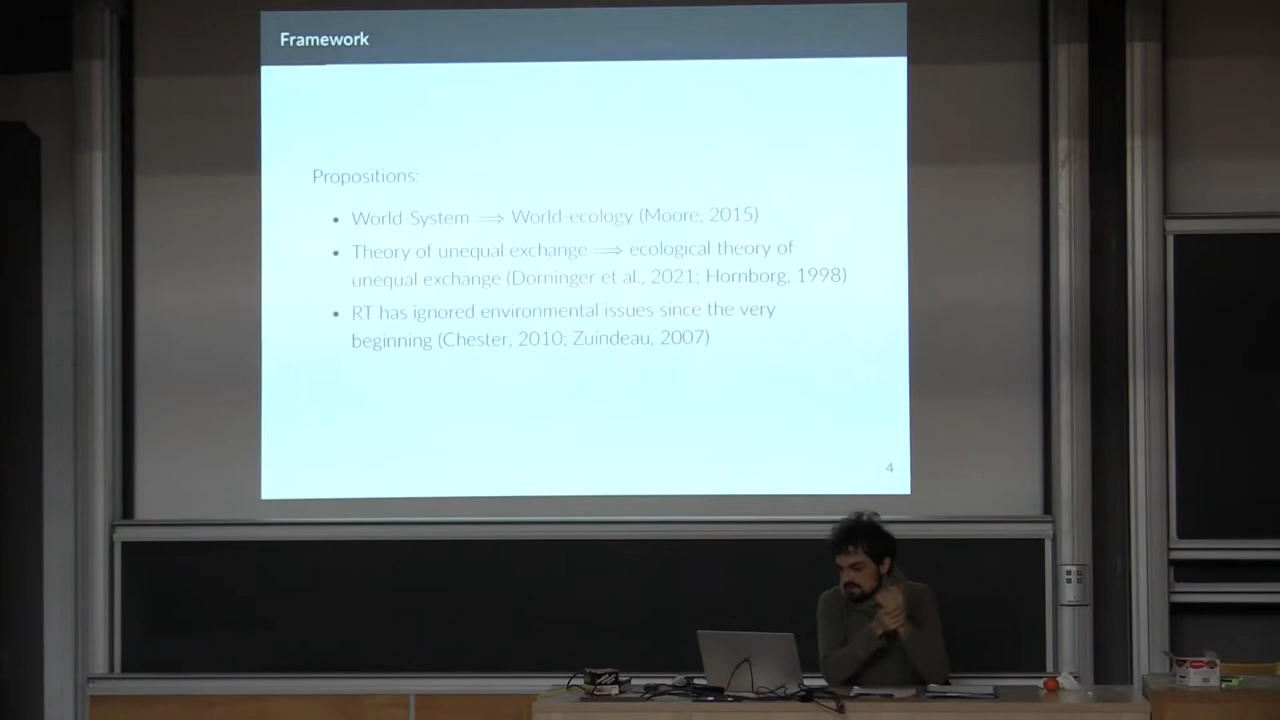 Framework
Propositions:
• World-System ⟹ World-ecology (Moore, 2015)
• Theory of unequal exchange ⟹ ecological theory of
unequal exchange (Dorninger et al., 2021; Hornborg, 1998)
• RT has ignored environmental issues since the very
beginning (Chester, 2010; Zuindeau, 2007)
4